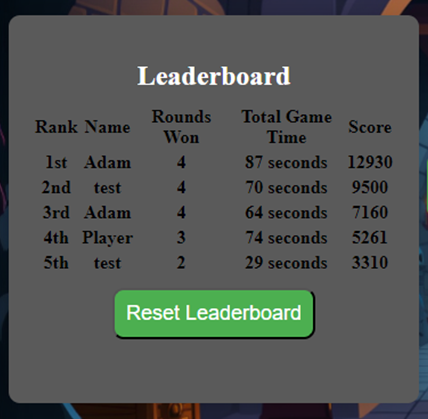 Leaderboard
Rank Name Rounds Won Total Game Time Score
1st Adam 4 87 seconds 12930
2nd test 4 70 seconds 9500
3rd Adam 4 64 seconds 7160
4th Player 3 74 seconds 5261
5th test 2 29 seconds 3310
Reset Leaderboard